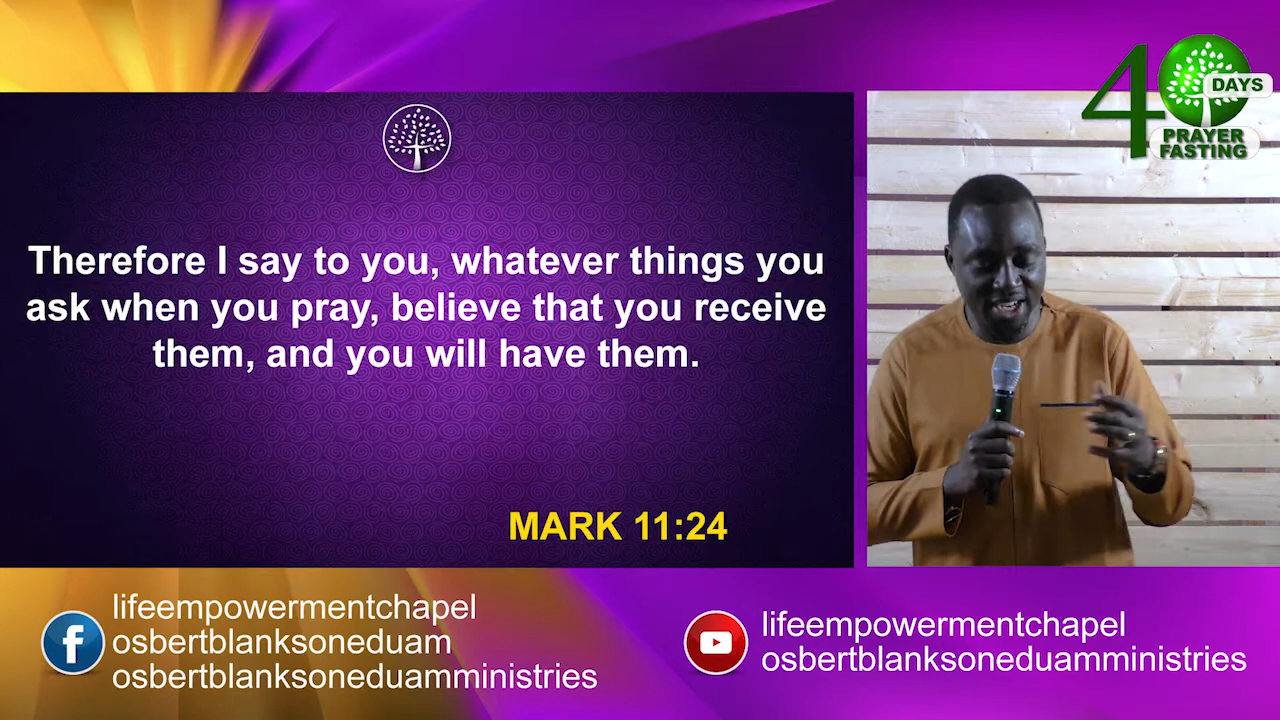 40 DAYS
PRAYER
FASTING
Therefore I say to you, whatever things you
ask when you pray, believe that you receive
them, and you will have them.
MARK 11:24
lifeempowermentchapel
osbertblanksoneduam
osbertblanksoneduamministries
lifeempowermentchapel
osbertblanksoneduamministries